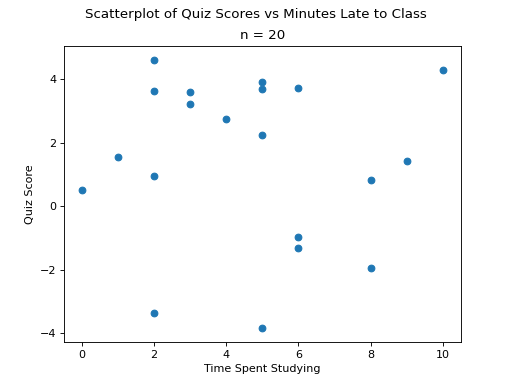 Scatterplot of Quiz Scores vs Minutes Late to Class
n = 20
4
2
0
−2
−4
Quiz Score
0 2 4 6 8 10
Time Spent Studying